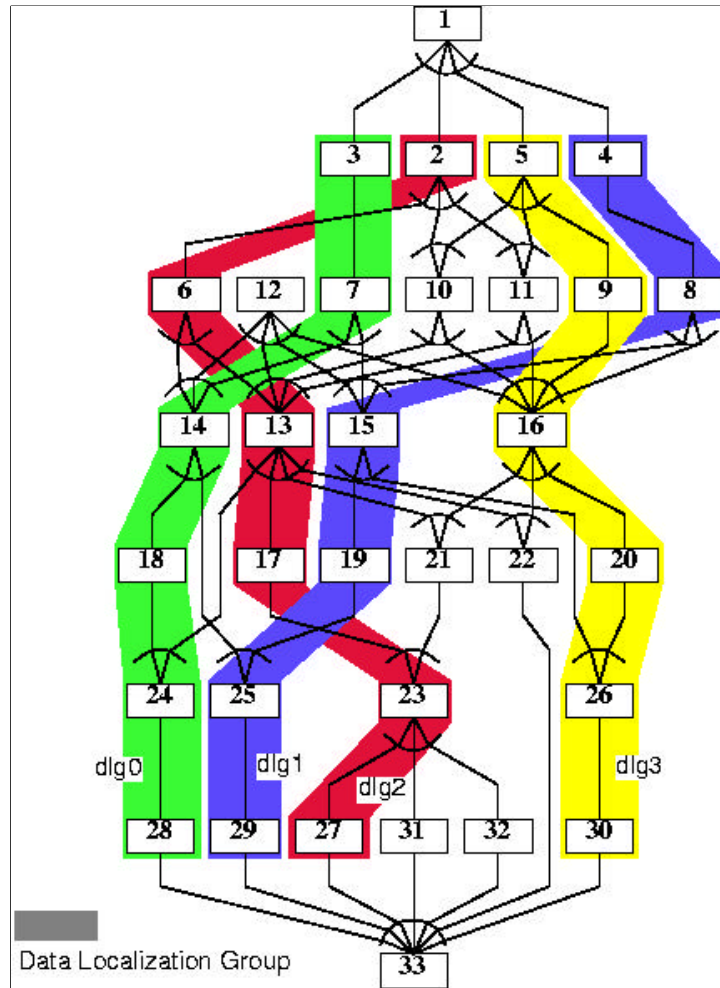 1
3 2 5 4
6 12 7 10 11 9 8
14 13 15 16
18 17 19 21 22 20
24 25 23 26
dlg0 dlg1 dlg2 dlg3
28 29 27 31 32 30
Data Localization Group
33